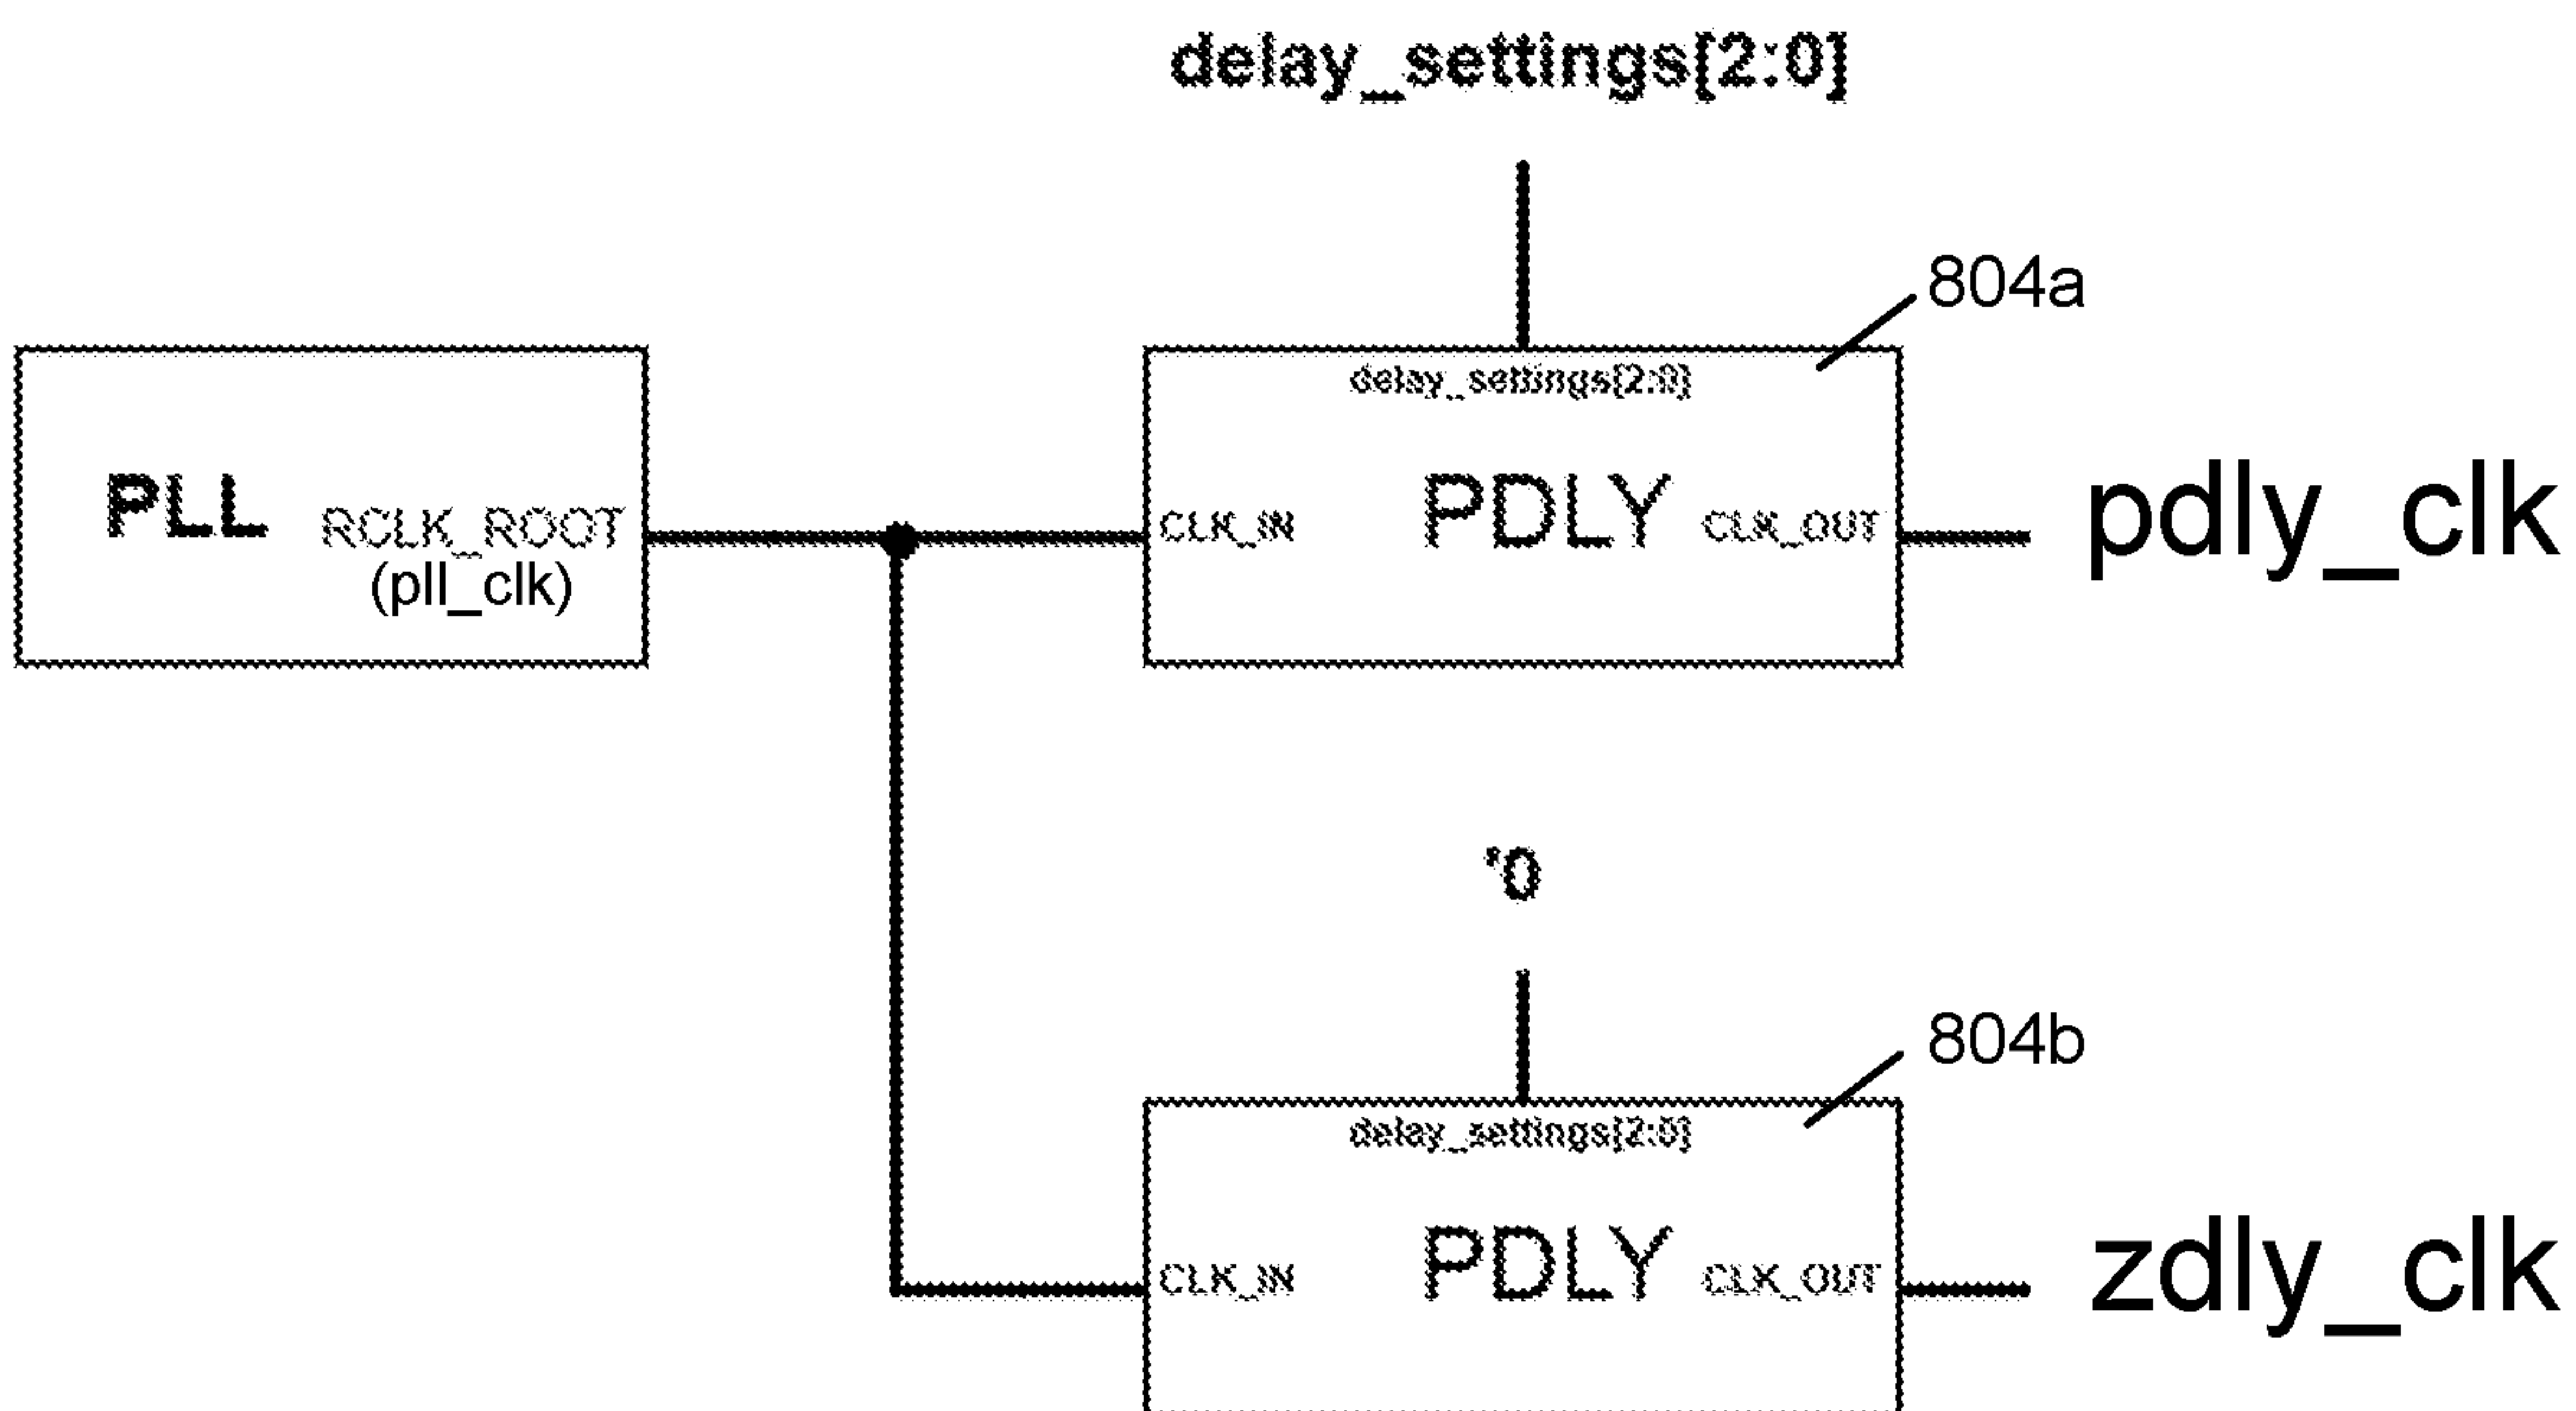 delay_settings[2:0]
804a
delay_settings[2:0]
PLL
RCLK_ROOT
(pll_clk)
CLK_IN
PDLY
CLK_OUT
pdly_clk
'0
804b
delay_settings[2:0]
CLK_IN
PDLY
CLK_OUT
zdly_clk